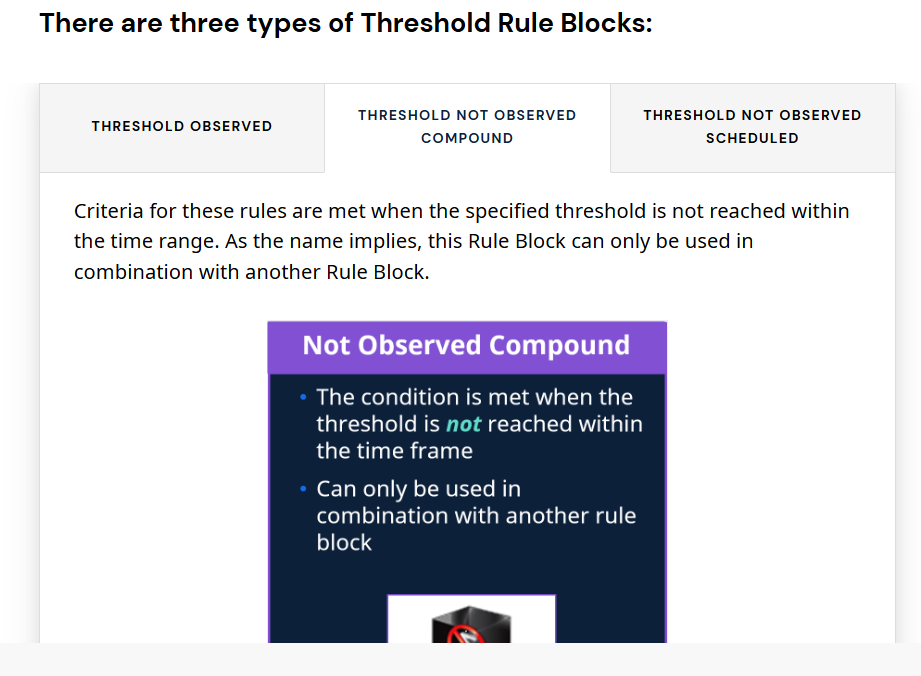 There are three types of Threshold Rule Blocks:
THRESHOLD OBSERVED
THRESHOLD NOT OBSERVED
COMPOUND
THRESHOLD NOT OBSERVED
SCHEDULED
Criteria for these rules are met when the specified threshold is not reached within
the time range. As the name implies, this Rule Block can only be used in
combination with another Rule Block.
Not Observed Compound
• The condition is met when the
threshold is not reached within
the time frame
• Can only be used in
combination with another rule
block